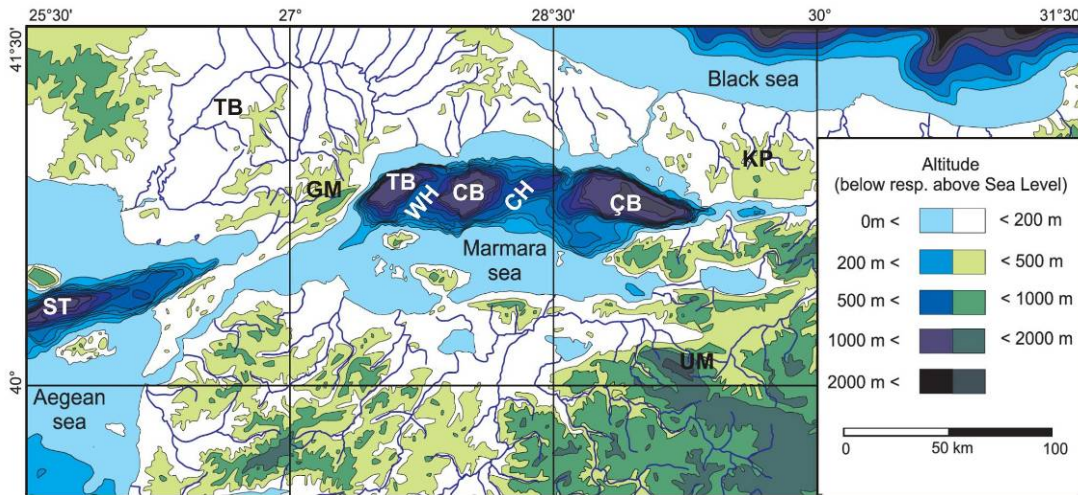 25°30' 27° 28°30' 30° 31°30'
41°30'
Black sea
TB
KP
GM
TB
WH
CB
CH
ÇB
Marmara
sea
ST
UM
40°
Aegean
sea
Altitude
(below resp. above Sea Level)
0m < < 200 m
200 m < < 500 m
500 m < < 1000 m
1000 m < < 2000 m
2000 m <
0 50 km 100